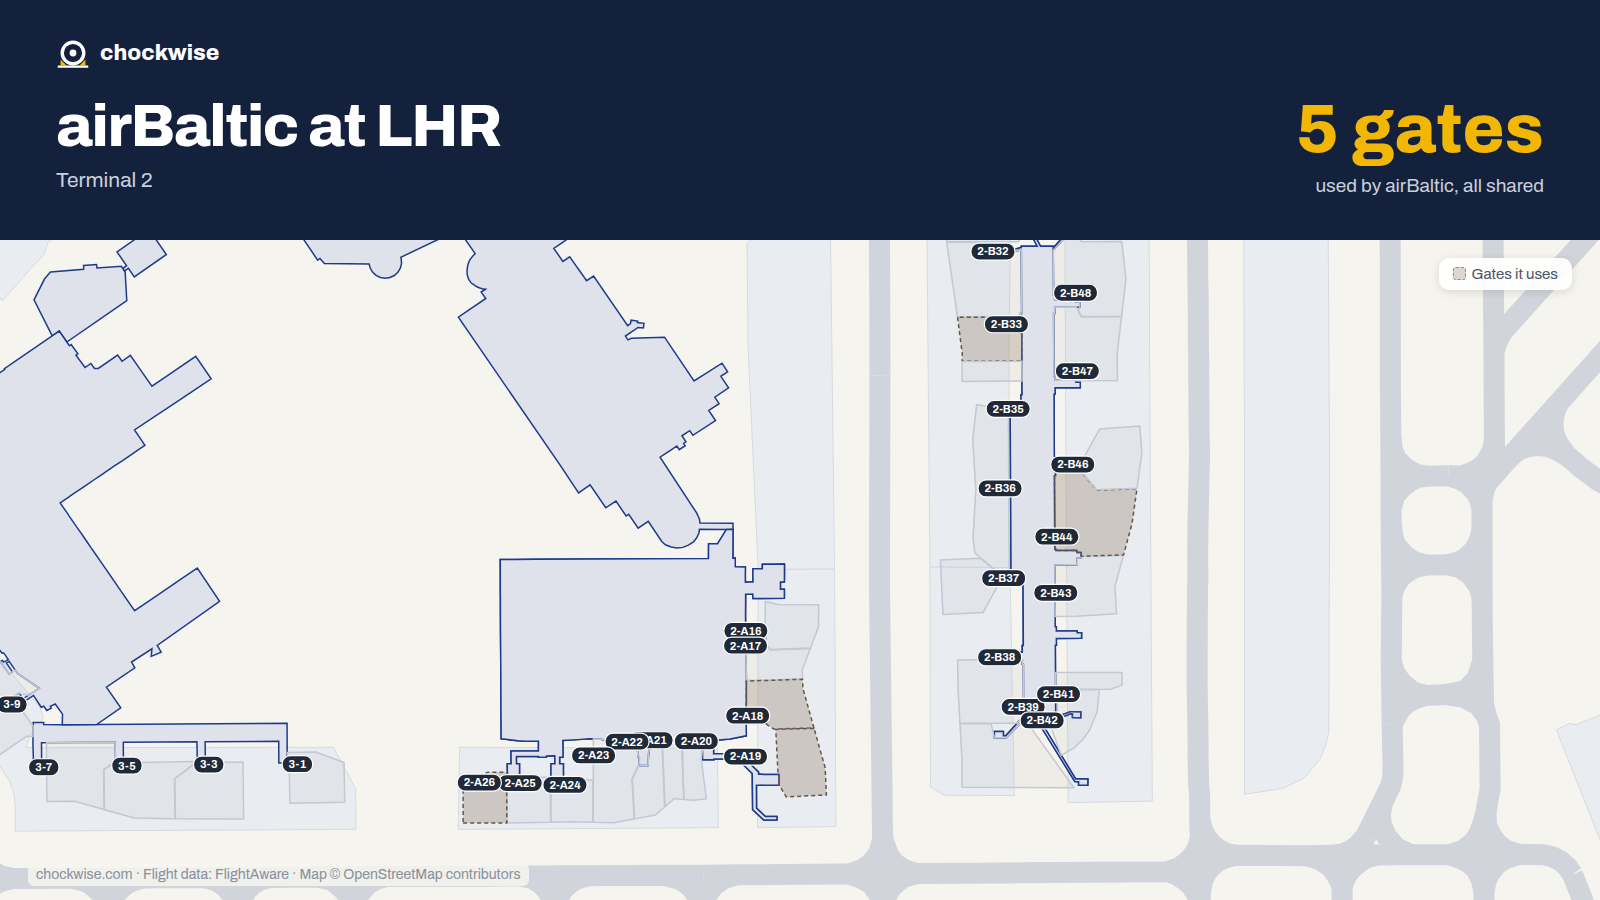 chockwise
airBaltic at LHR
Terminal 2
5 gates
used by airBaltic, all shared
Gates it uses
2-B32
2-B48
2-B33
2-B47
2-B35
2-B46
2-B36
2-B44
2-B37
2-B43
2-B38
2-B41
2-B39
2-B42
2-A16
2-A17
2-A18
2-A19
2-A20
A21
2-A22
2-A23
2-A24
2-A25
2-A26
3-9
3-7
3-5
3-3
3-1
chockwise.com · Flight data: FlightAware · Map © OpenStreetMap contributors